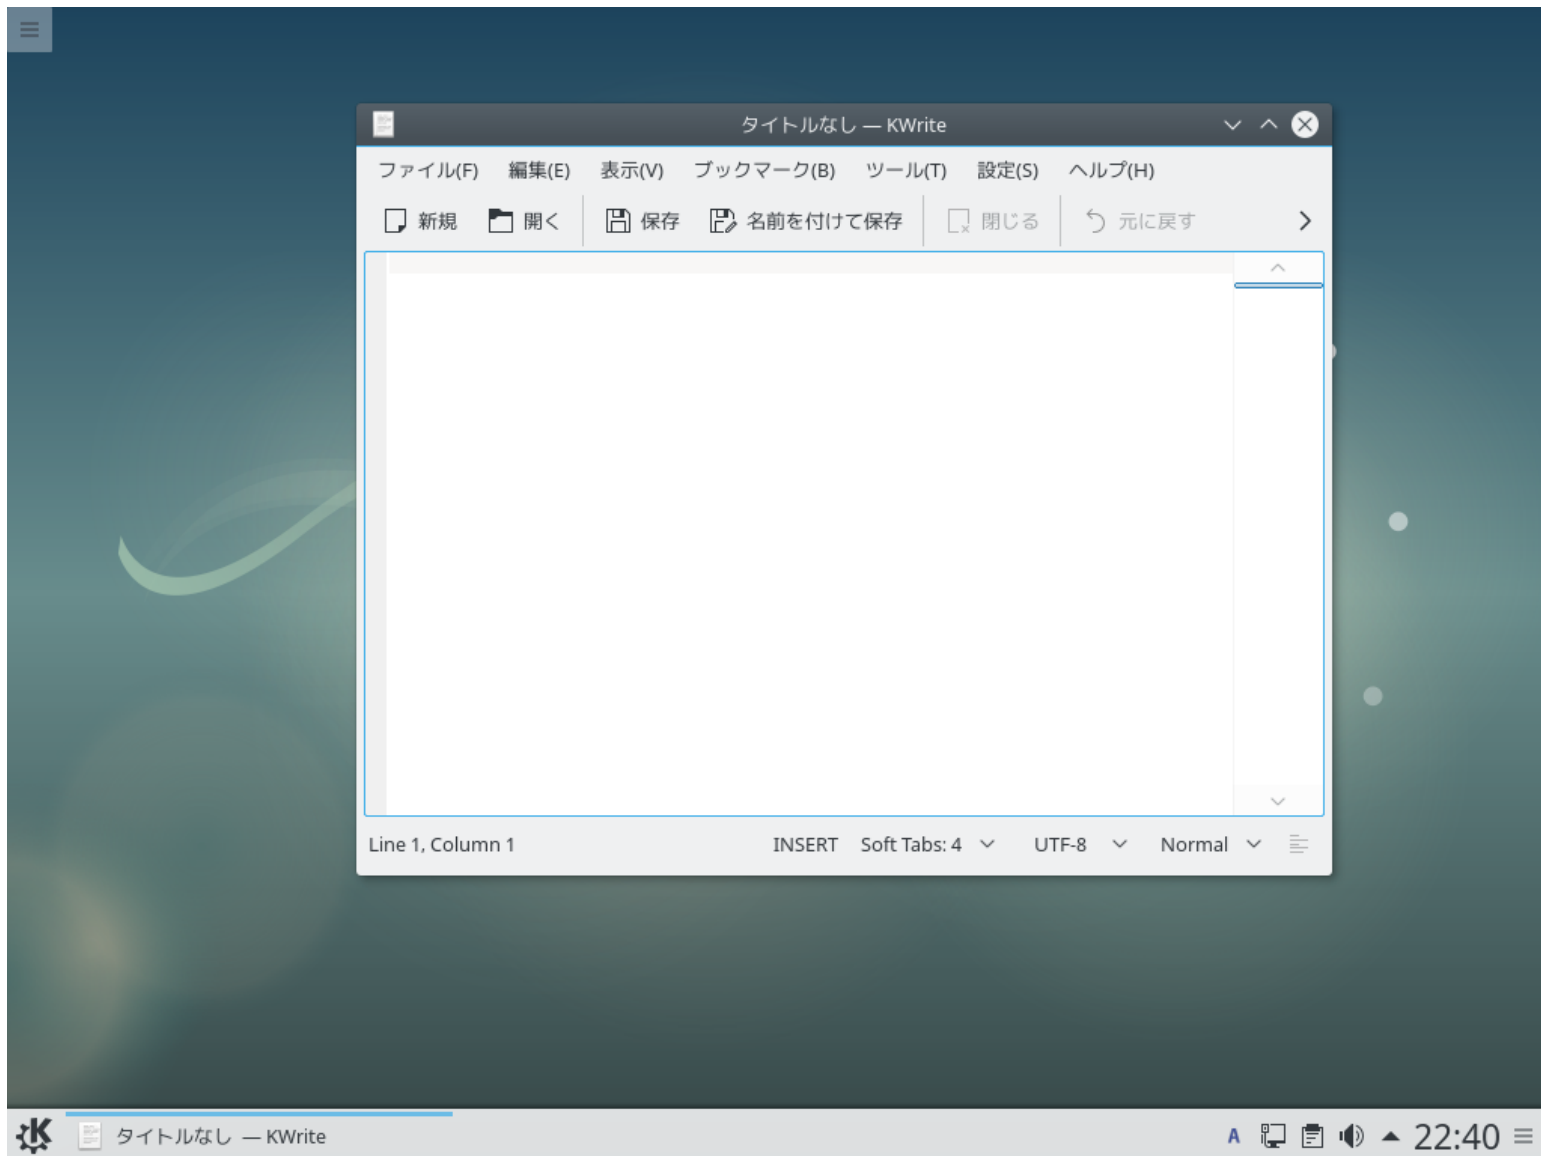 タイトルなし — KWrite
ファイル(F) 編集(E) 表示(V) ブックマーク(B) ツール(T) 設定(S) ヘルプ(H)
新規 開く 保存 名前を付けて保存 閉じる 元に戻す
Line 1, Column 1 INSERT Soft Tabs: 4 UTF-8 Normal
タイトルなし — KWrite A 22:40